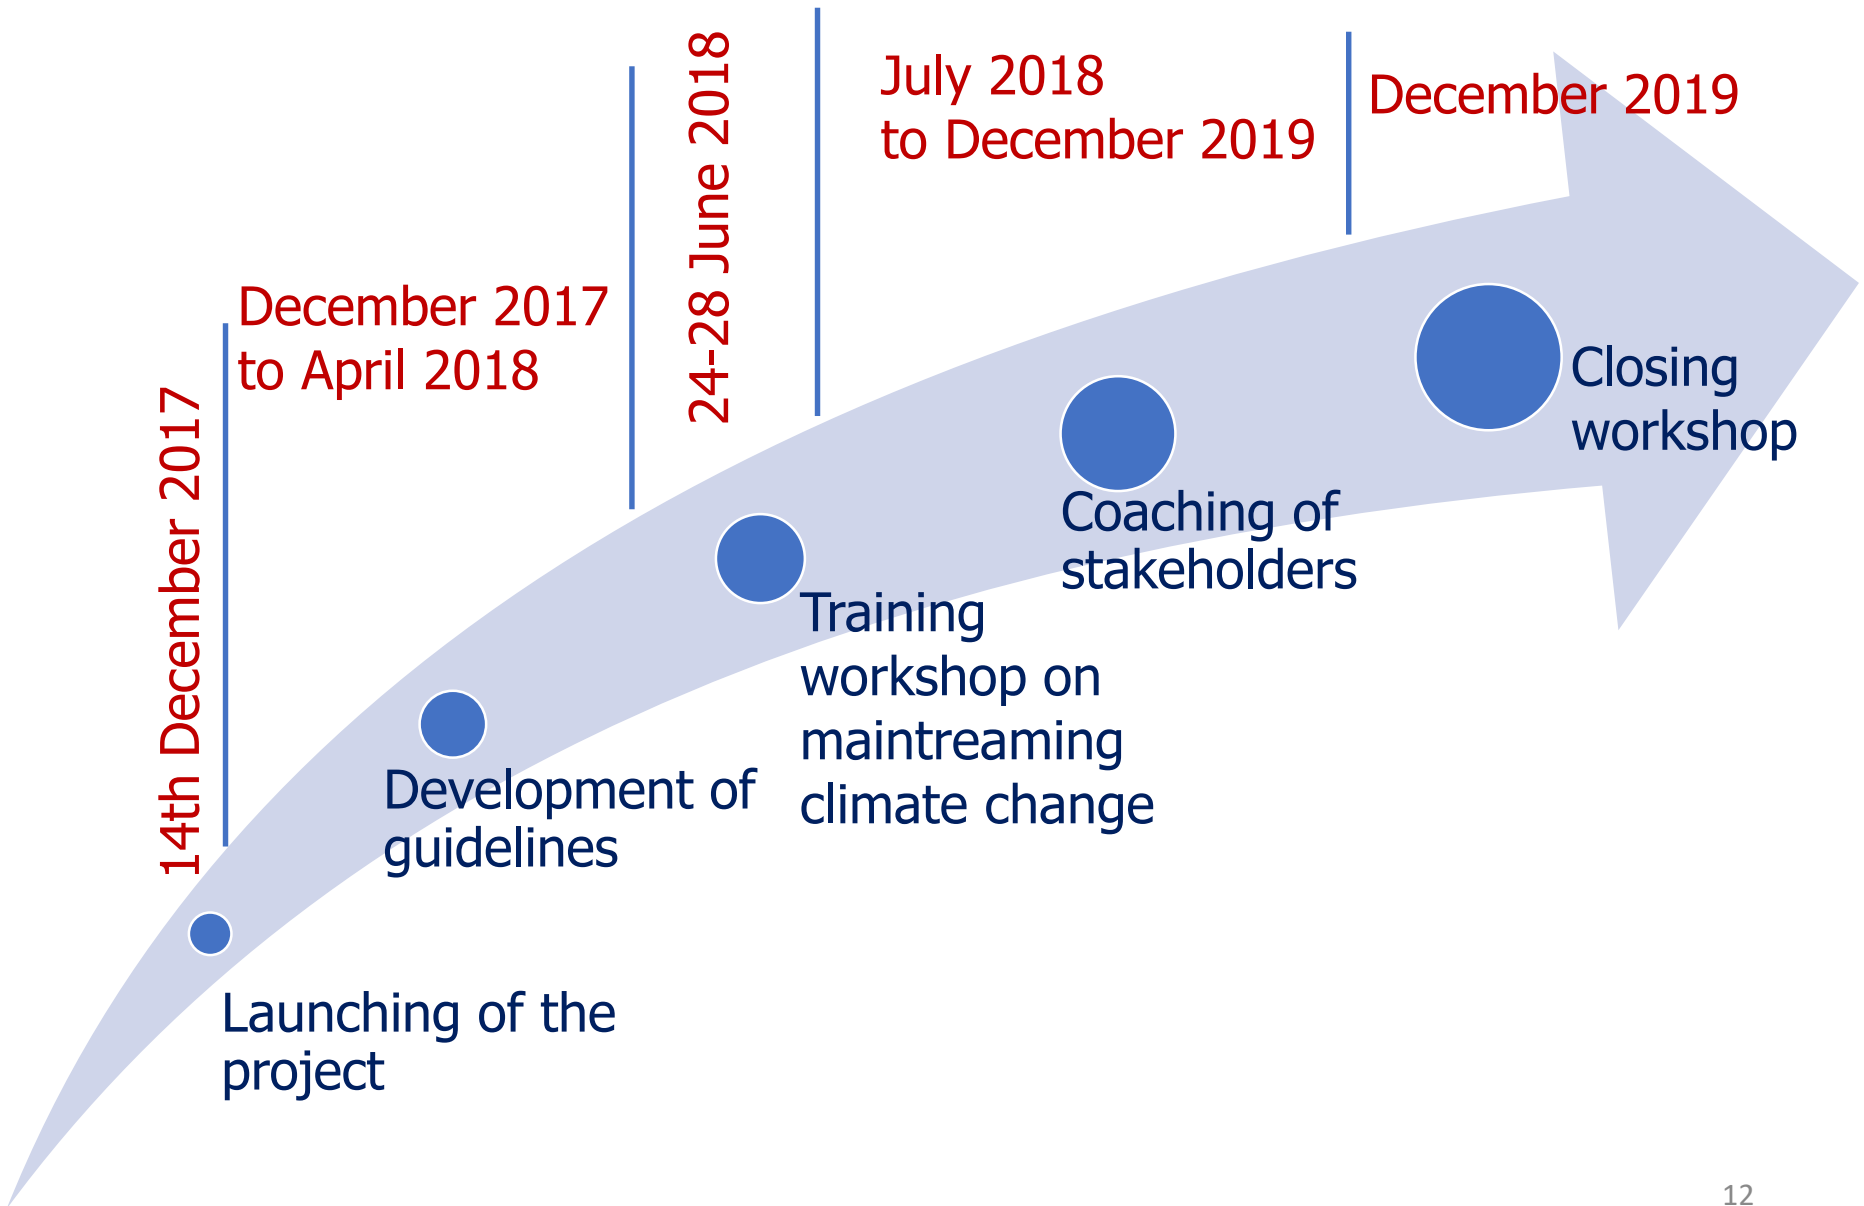 14th December 2017
December 2017
to April 2018
24-28 June 2018
July 2018
to December 2019
December 2019
Launching of the
project
Development of
guidelines
Training
workshop on
maintreaming
climate change
Coaching of
stakeholders
Closing
workshop
12